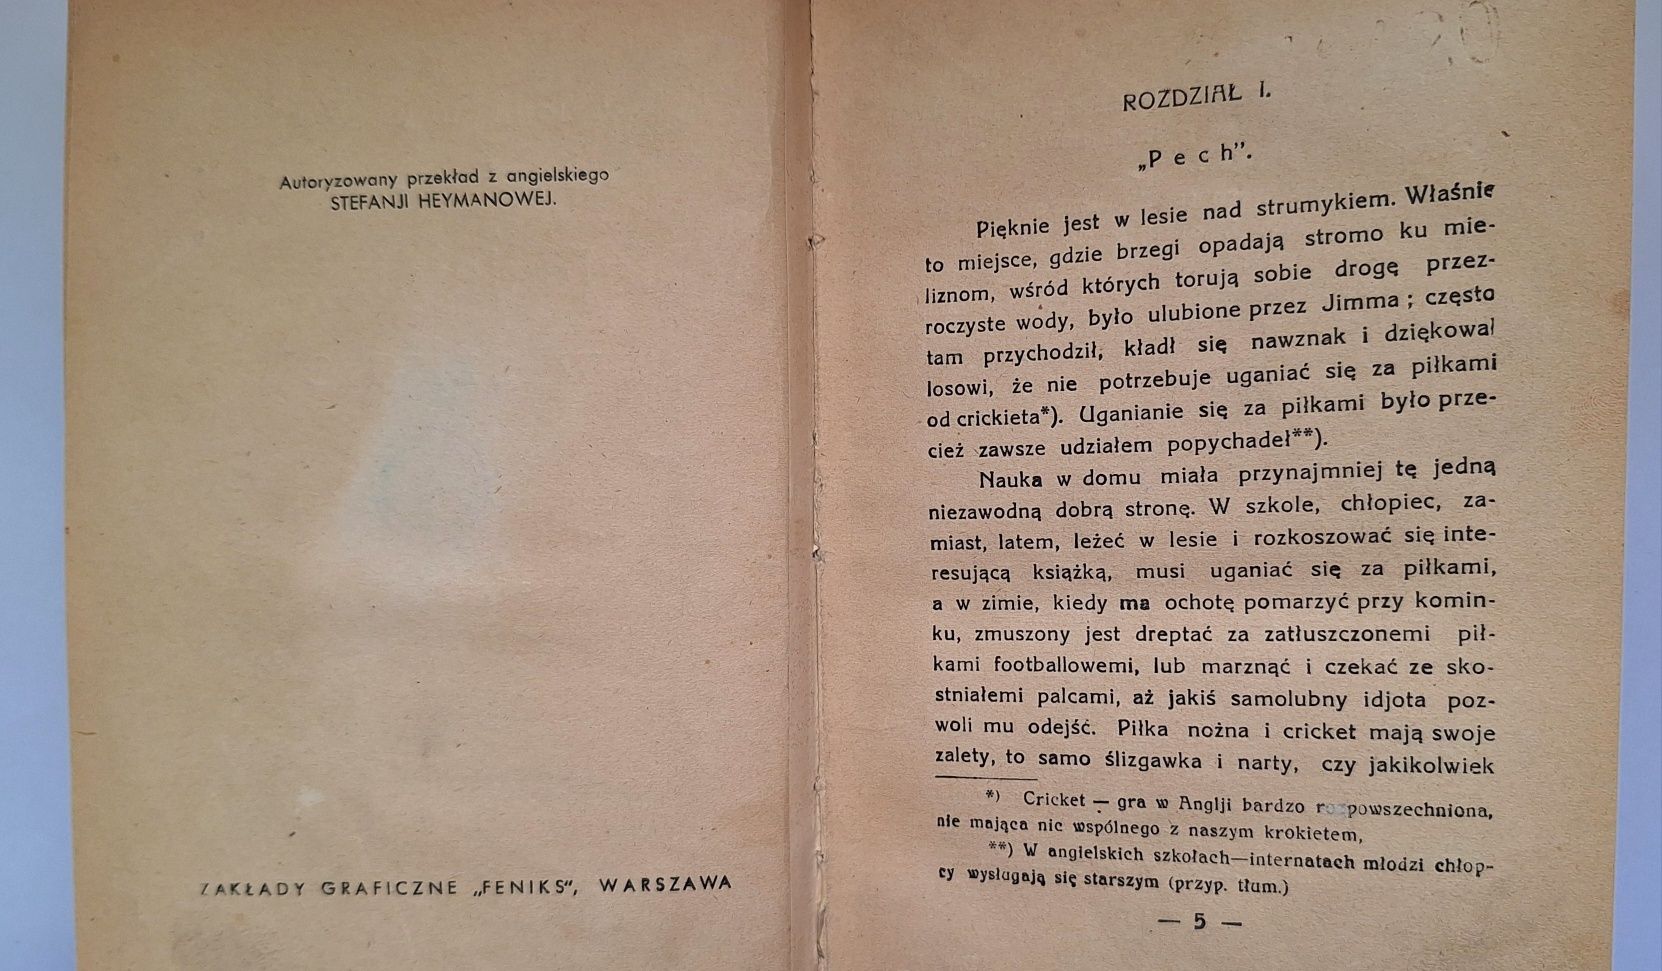 Autoryzowany przekład z angielskiego
STEFANJI HEYMANOWEJ.
ZAKŁADY GRAFICZNE „FENIKS“, WARSZAWA
ROZDZIAŁ I.
„Pech”.
Pięknie jest w lesie nad strumykiem. Właśnie
to miejsce, gdzie brzegi opadają stromo ku mie-
liznom, wśród których torują sobie drogę przez-
roczyste wody, było ulubione przez Jimma; często
tam przychodził, kładł się nawznak i dziękował
losowi, że nie potrzebuje uganiać się za piłkami
od crickieta*). Uganianie się za piłkami było prze-
cież zawsze udziałem popychadeł**).
Nauka w domu miała przynajmniej tę jedną
niezawodną dobrą stronę. W szkole, chłopiec, za-
miast, latem, leżeć w lesie i rozkoszować się inte-
resującą książką, musi uganiać się za piłkami,
a w zimie, kiedy ma ochotę pomarzyć przy komin-
ku, zmuszony jest dreptać za zatłuszczonemi pił-
kami footballowemi, lub marznąć i czekać ze sko-
stniałemi palcami, aż jakiś samolubny idjota poz-
woli mu odejść. Piłka nożna i cricket mają swoje
zalety, to samo ślizgawka i narty, czy jakikolwiek
*) Cricket — gra w Anglji bardzo rozpowszechniona,
nie mająca nic wspólnego z naszym krokietem,
**) W angielskich szkołach—internatach młodzi chłop-
cy wysługają się starszym (przyp. tłum.)
— 5 —